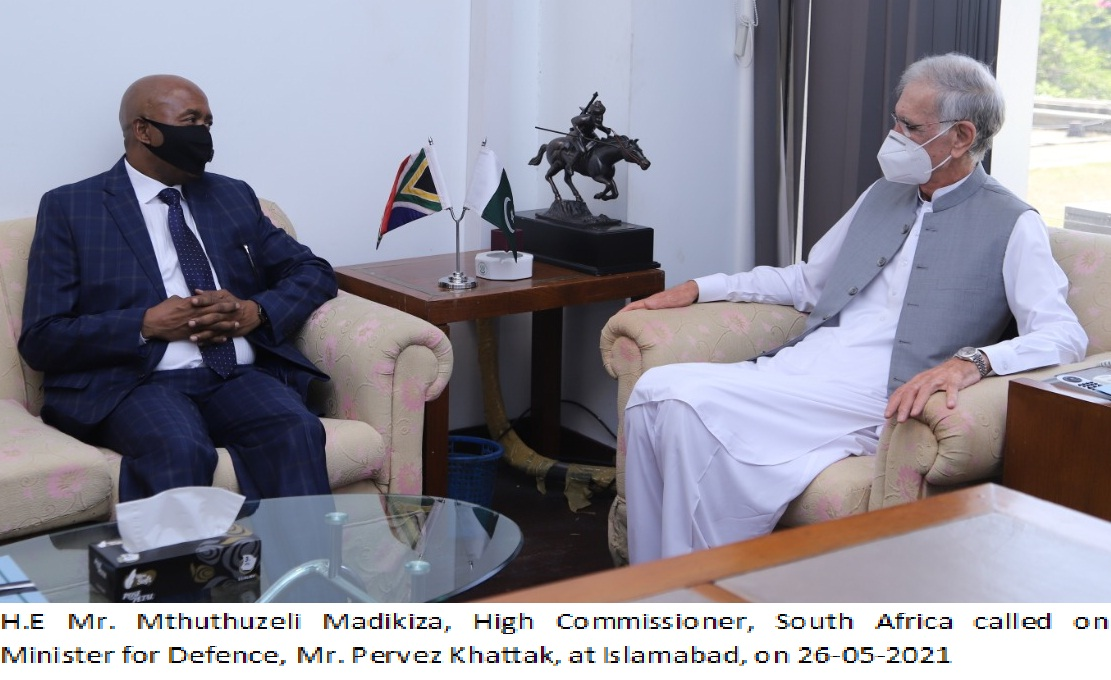 H.E Mr. Mthuthuzeli Madikiza, High Commissioner, South Africa called on
Minister for Defence, Mr. Pervez Khattak, at Islamabad, on 26-05-2021